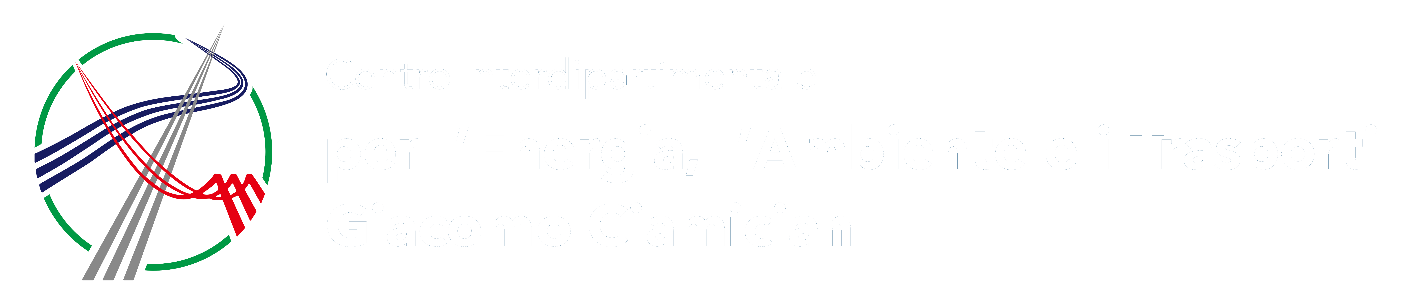 Centro Interdipartimentale
per l'Energia, l'Ambiente e i Trasporti
Giacomo Ciamician